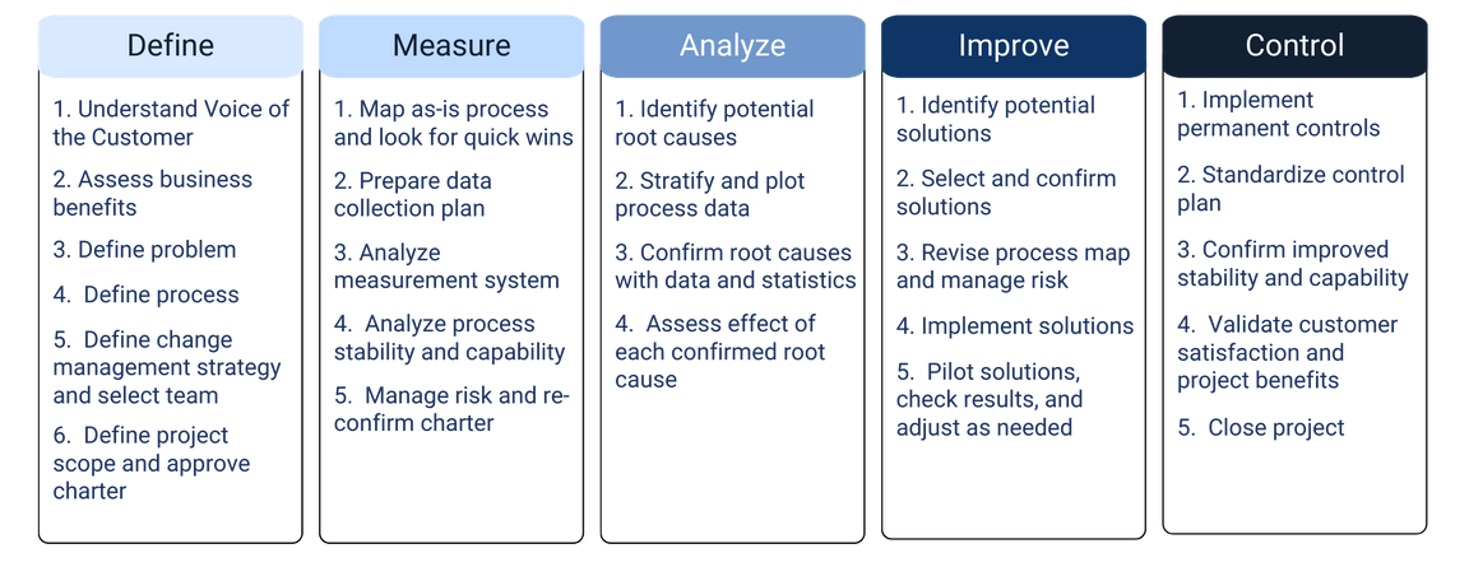 Define
1. Understand Voice of
the Customer
2. Assess business
benefits
3. Define problem
4.  Define process
5.  Define change
management strategy
and select team
6.  Define project
scope and approve
charter
Measure
1. Map as-is process
and look for quick wins
2. Prepare data
collection plan
3. Analyze
measurement system
4.  Analyze process
stability and capability
5.  Manage risk and re-
confirm charter
Analyze
1. Identify potential
root causes
2. Stratify and plot
process data
3. Confirm root causes
with data and statistics
4.  Assess effect of
each confirmed root
cause
Improve
1. Identify potential
solutions
2. Select and confirm
solutions
3. Revise process map
and manage risk
4. Implement solutions
5.  Pilot solutions,
check results, and
adjust as needed
Control
1. Implement
permanent controls
2. Standardize control
plan
3. Confirm improved
stability and capability
4.  Validate customer
satisfaction and
project benefits
5.  Close project